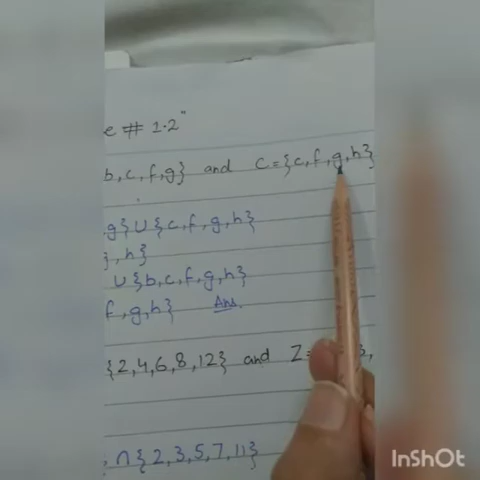 e # 1.2"
b, c, f, g} and C = {c, f, g, h}
g} ∪ {c, f, g, h}
}, h}
∪ {b, c, f, g, h}
f, g, h} Ans.
{2, 4, 6, 8, 12} and Z =
∩ {2, 3, 5, 7, 11}
InShOt